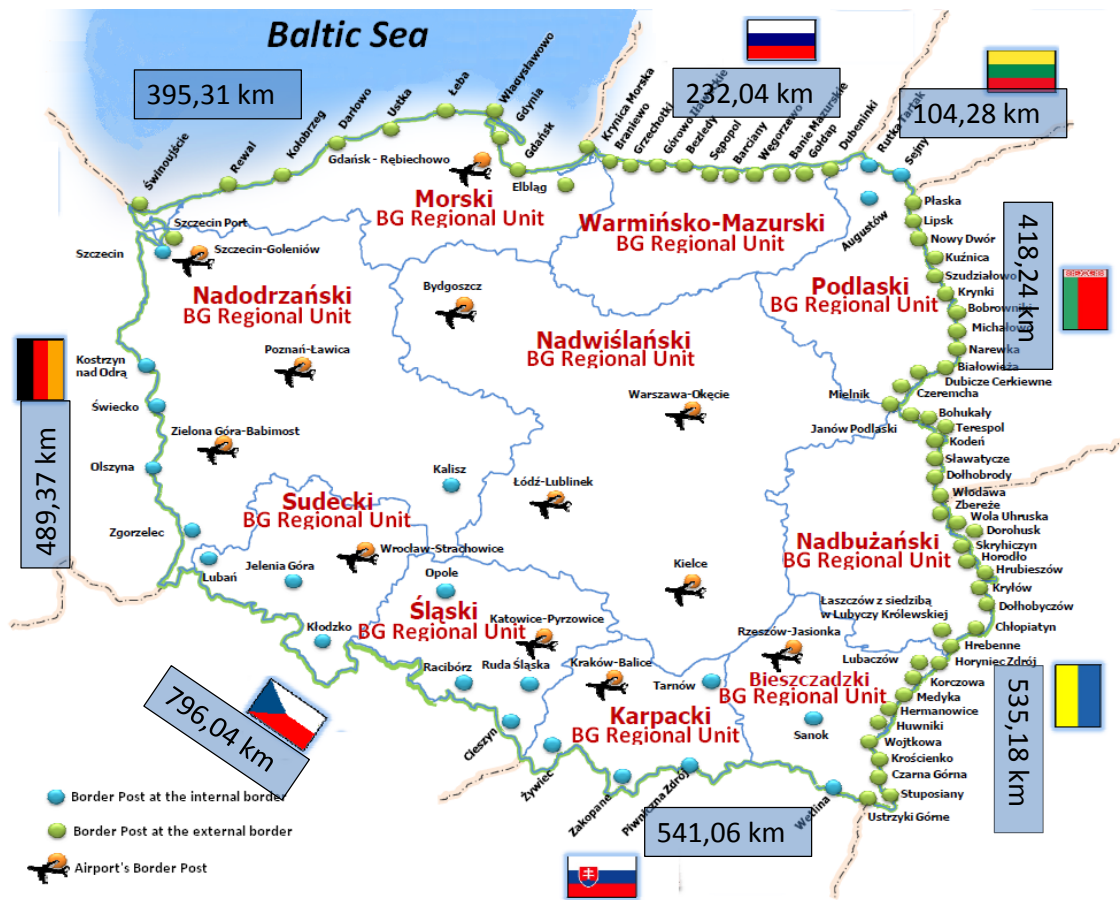 Baltic Sea
395,31 km
232,04 km
104,28 km
Świnoujście
Rewal
Kołobrzeg
Darłowo
Ustka
Łeba
Władysławowo
Gdynia
Gdańsk
Krynica Morska
Braniewo
Grzechotki
Górowo Iławeckie
Bezledy
Sępopol
Barciany
Węgorzewo
Banie Mazurskie
Gołdap
Dubeninki
Rutka Tartak
Sejny
Gdańsk - Rębiechowo
Elbląg
Morski
BG Regional Unit
Warmińsko-Mazurski
BG Regional Unit
Augustów
Płaska
Lipsk
Nowy Dwór
Kuźnica
Szudziałowo
Krynki
Bobrowniki
Michałowo
Narewka
Białowieża
Dubicze Cerkiewne
Czeremcha
418,24 km
Szczecin Port
Szczecin
Szczecin-Goleniów
Nadodrzański
BG Regional Unit
Bydgoszcz
Podlaski
BG Regional Unit
Nadwiślański
BG Regional Unit
Poznań-Ławica
Kostrzyn
nad Odrą
Warszawa-Okęcie
Mielnik
Janów Podlaski
Bohukały
Terespol
Kodeń
Sławatycze
Dołhobrody
Włodawa
Zbereże
Wola Uhruska
Dorohusk
Skryhiczyn
Horodło
Hrubieszów
Kryłów
Dołhobyczów
Chłopiatyn
Świecko
Zielona Góra-Babimost
Olszyna
489,37 km
Kalisz
Łódź-Lublinek
Sudecki
BG Regional Unit
Zgorzelec
Wrocław-Strachowice
Nadbużański
BG Regional Unit
Lubań
Jelenia Góra
Opole
Kielce
Łaszczów z siedzibą
w Lubyczy Królewskiej
Śląski
BG Regional Unit
Katowice-Pyrzowice
Kłodzko
Rzeszów-Jasionka
Hrebenne
Lubaczów
Horyniec Zdrój
Racibórz
Ruda Śląska
Kraków-Balice
Tarnów
Bieszczadzki
BG Regional Unit
Korczowa
Medyka
Hermanowice
Huwniki
Wojtkowa
Krościenko
Czarna Górna
Stuposiany
Ustrzyki Górne
535,18 km
796,04 km
Karpacki
BG Regional Unit
Sanok
Cieszyn
Żywiec
Zakopane
Piwniczna Zdrój
Wetlina
541,06 km
Border Post at the internal border
Border Post at the external border
Airport's Border Post